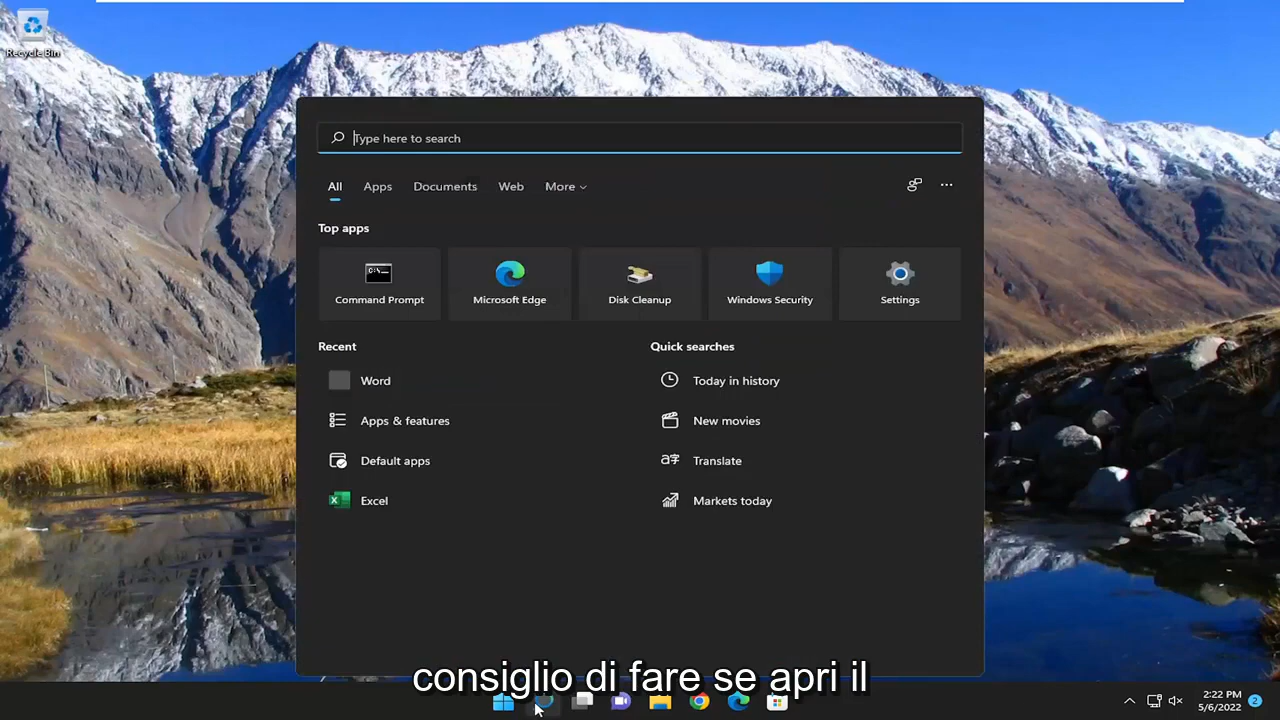 Recycle Bin
Type here to search
All Apps Documents Web More
Top apps
Command Prompt Microsoft Edge Disk Cleanup Windows Security Settings
Recent Quick searches
Word Today in history
Apps & features New movies
Default apps Translate
Excel Markets today
consiglio di fare se apri il
2:22 PM
5/6/2022 2